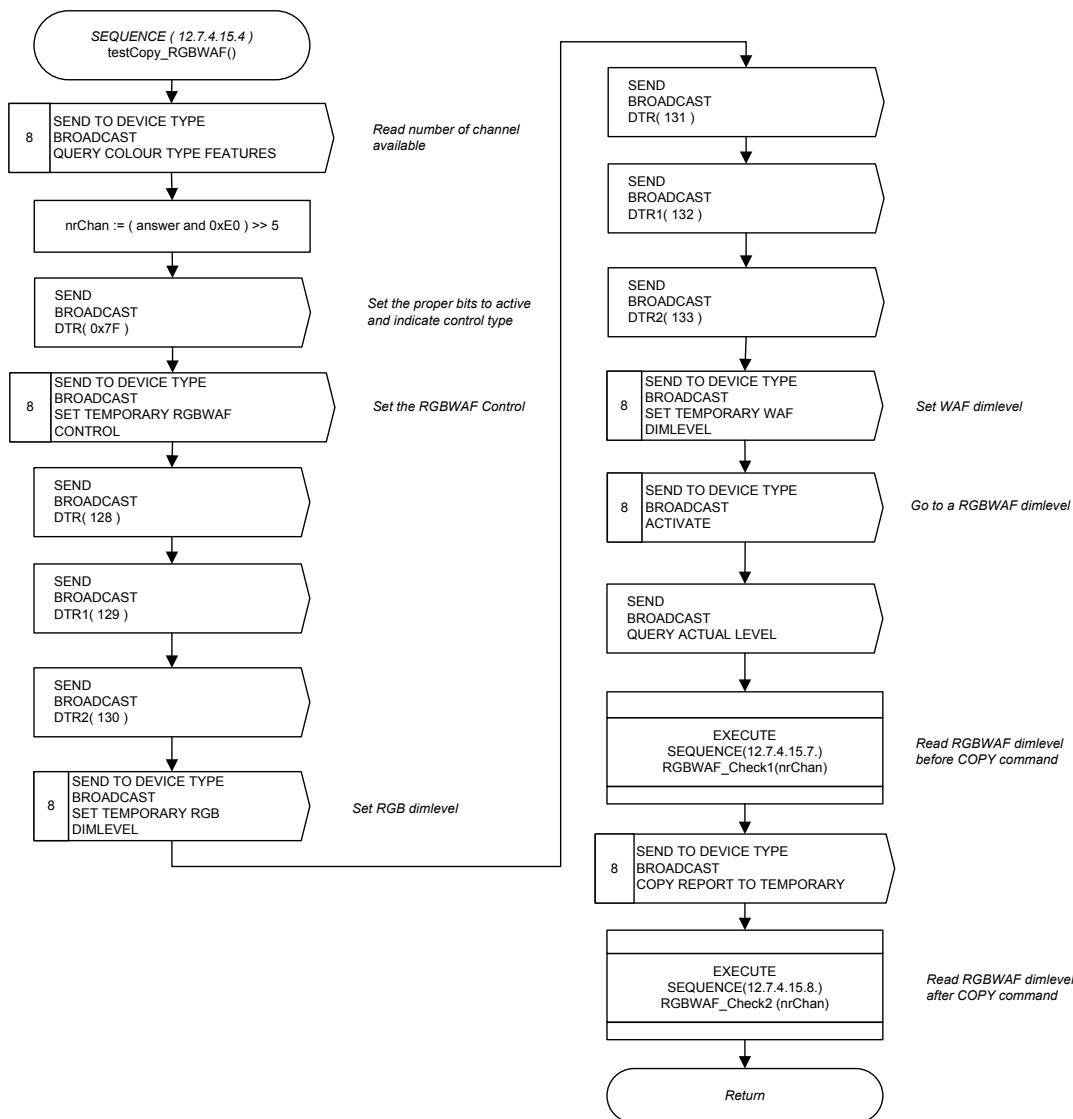 SEQUENCE ( 12.7.4.15.4 )
testCopy_RGBWAF()
8
SEND TO DEVICE TYPE
BROADCAST
QUERY COLOUR TYPE FEATURES
Read number of channel
available
nrChan := ( answer and 0xE0 ) >> 5
SEND
BROADCAST
DTR( 0x7F )
Set the proper bits to active
and indicate control type
8
SEND TO DEVICE TYPE
BROADCAST
SET TEMPORARY RGBWAF
CONTROL
Set the RGBWAF Control
SEND
BROADCAST
DTR( 128 )
SEND
BROADCAST
DTR1( 129 )
SEND
BROADCAST
DTR2( 130 )
8
SEND TO DEVICE TYPE
BROADCAST
SET TEMPORARY RGB
DIMLEVEL
Set RGB dimlevel
SEND
BROADCAST
DTR( 131 )
SEND
BROADCAST
DTR1( 132 )
SEND
BROADCAST
DTR2( 133 )
8
SEND TO DEVICE TYPE
BROADCAST
SET TEMPORARY WAF
DIMLEVEL
Set WAF dimlevel
8
SEND TO DEVICE TYPE
BROADCAST
ACTIVATE
Go to a RGBWAF dimlevel
SEND
BROADCAST
QUERY ACTUAL LEVEL
EXECUTE
SEQUENCE(12.7.4.15.7.)
RGBWAF_Check1(nrChan)
Read RGBWAF dimlevel
before COPY command
8
SEND TO DEVICE TYPE
BROADCAST
COPY REPORT TO TEMPORARY
EXECUTE
SEQUENCE(12.7.4.15.8.)
RGBWAF_Check2 (nrChan)
Read RGBWAF dimlevel
after COPY command
Return